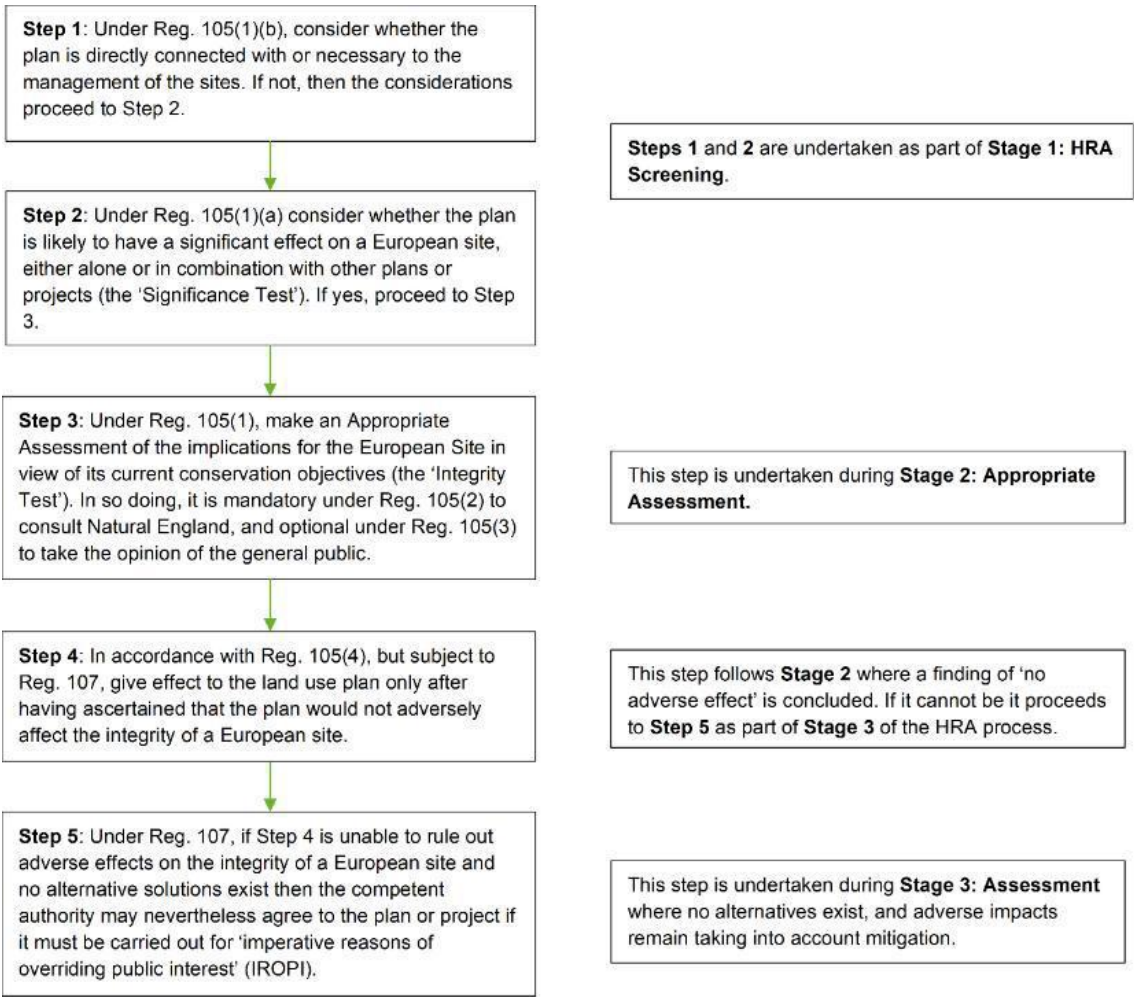 Step 1: Under Reg. 105(1)(b), consider whether the
plan is directly connected with or necessary to the
management of the sites. If not, then the considerations
proceed to Step 2.
Steps 1 and 2 are undertaken as part of Stage 1: HRA
Screening.
Step 2: Under Reg. 105(1)(a) consider whether the plan
is likely to have a significant effect on a European site,
either alone or in combination with other plans or
projects (the ‘Significance Test’). If yes, proceed to Step
3.
Step 3: Under Reg. 105(1), make an Appropriate
Assessment of the implications for the European Site in
view of its current conservation objectives (the ‘Integrity
Test’). In so doing, it is mandatory under Reg. 105(2) to
consult Natural England, and optional under Reg. 105(3)
to take the opinion of the general public.
This step is undertaken during Stage 2: Appropriate
Assessment.
Step 4: In accordance with Reg. 105(4), but subject to
Reg. 107, give effect to the land use plan only after
having ascertained that the plan would not adversely
affect the integrity of a European site.
This step follows Stage 2 where a finding of ‘no
adverse effect’ is concluded. If it cannot be it proceeds
to Step 5 as part of Stage 3 of the HRA process.
Step 5: Under Reg. 107, if Step 4 is unable to rule out
adverse effects on the integrity of a European site and
no alternative solutions exist then the competent
authority may nevertheless agree to the plan or project if
it must be carried out for ‘imperative reasons of
overriding public interest’ (IROPI).
This step is undertaken during Stage 3: Assessment
where no alternatives exist, and adverse impacts
remain taking into account mitigation.